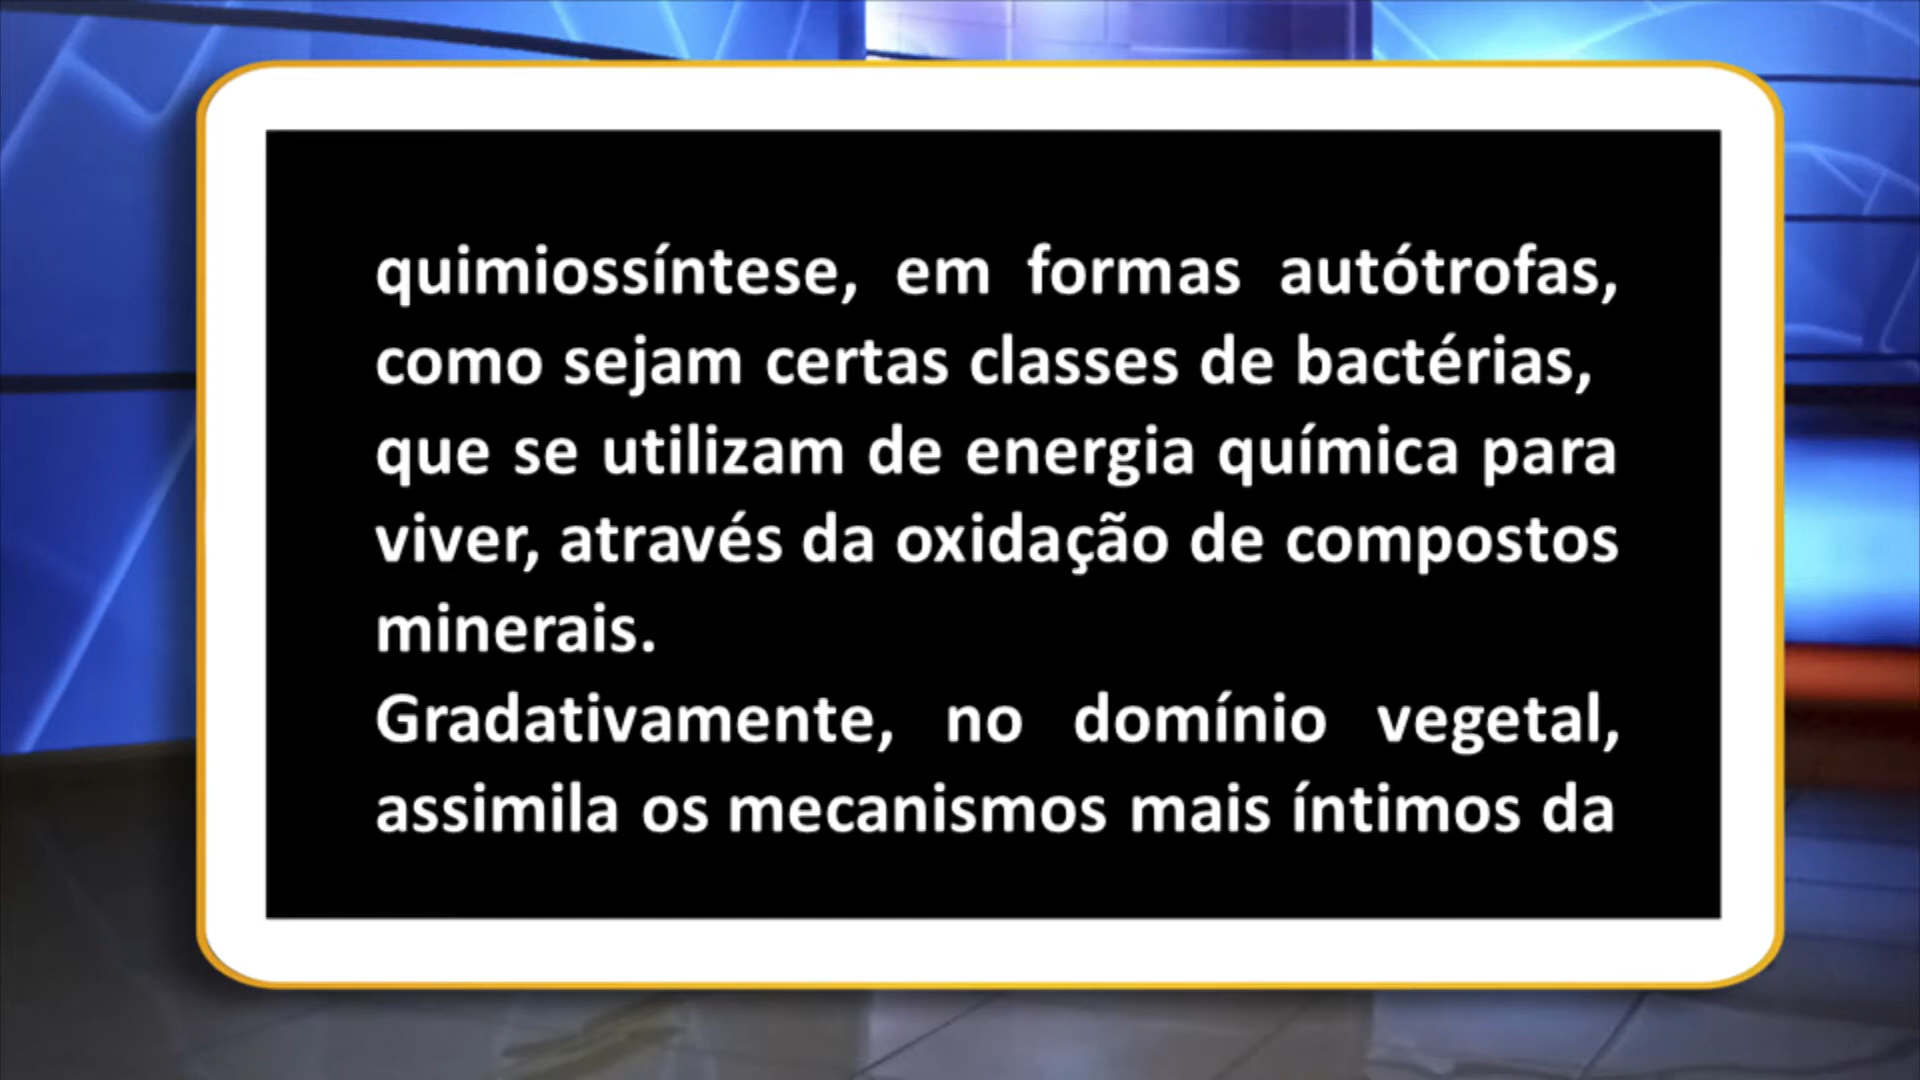 quimiossíntese, em formas autótrofas,
como sejam certas classes de bactérias,
que se utilizam de energia química para
viver, através da oxidação de compostos
minerais.
Gradativamente, no domínio vegetal,
assimila os mecanismos mais íntimos da